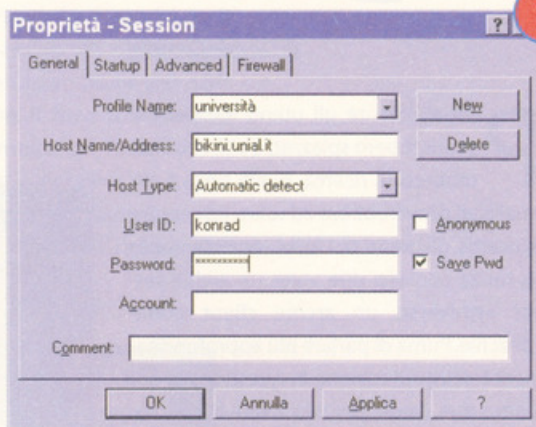 Proprietà - Session ?
General Startup Advanced Firewall
Profile Name: università New
Host Name/Address: bikini.unial.it Delete
Host Type: Automatic detect
User ID: konrad Anonymous
Password: ********** Save Pwd
Account:
Comment:
OK Annulla Applica ?